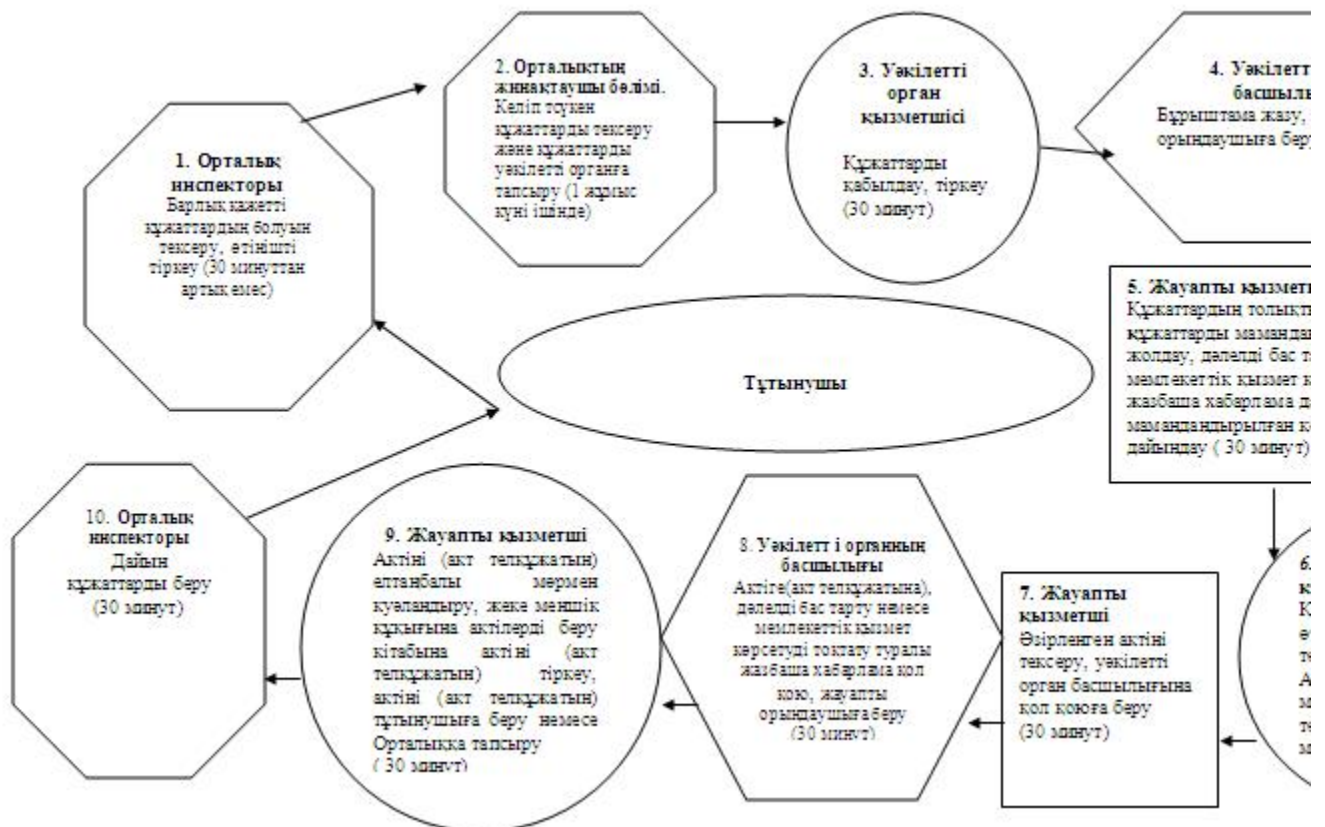 1. Орталық
инспекторы
Барлық қажетті
құжаттардың болуын
тексеру, өтінішті
тіркеу (30 минуттан
артық емес)
2. Орталықтың
жинақтаушы бөлімі.
Келіп тсүкен
құжаттарды тексеру
және құжаттарды
уәкілетті органға
тапсыру (1 жұмыс
күні ішінде)
3. Уәкілетті
орган
қызметшісі
Құжаттарды
қабылдау, тіркеу
(30 минут)
4. Уәкілетт
басшылы
Бұрыштама жазу,
орындаушыға беру
5. Жауапты қызмет
Құжаттардың толықт
құжаттарды маманда
жолдау, дәлелді бас т
мемлекеттік қызмет к
жазбаша хабарлама д
мамандандырылған к
дайындау ( 30 минут)
Тұтынушы
6.
7. Жауапты
қызметші
Әзірленген актіні
тексеру, уәкілетті
орган басшылығына
қол қоюға беру
(30 минут)
8. Уәкілетт і органның
басшылығы
Актіге(акт телқұжатына),
дәлелді бас тарту немесе
мемлекеттік қызмет
көрсетуді тоқтату туралы
жазбаша хабарлама қол
қою, жауапты
орындаушыға беру
(30 минут)
9. Жауапты қызметші
Актіні (акт телқұжатын)
елтаңбалы мөрмен
куәландыру, жеке меншік
құқығына актілерді беру
кітабына актіні (акт
телқұжатын) тіркеу,
актіні (акт телқұжатын)
тұтынушыға беру немесе
Орталыққа тапсыру
( 30 минут)
10. Орталық
инспекторы
Дайын
құжаттарды беру
(30 минут)